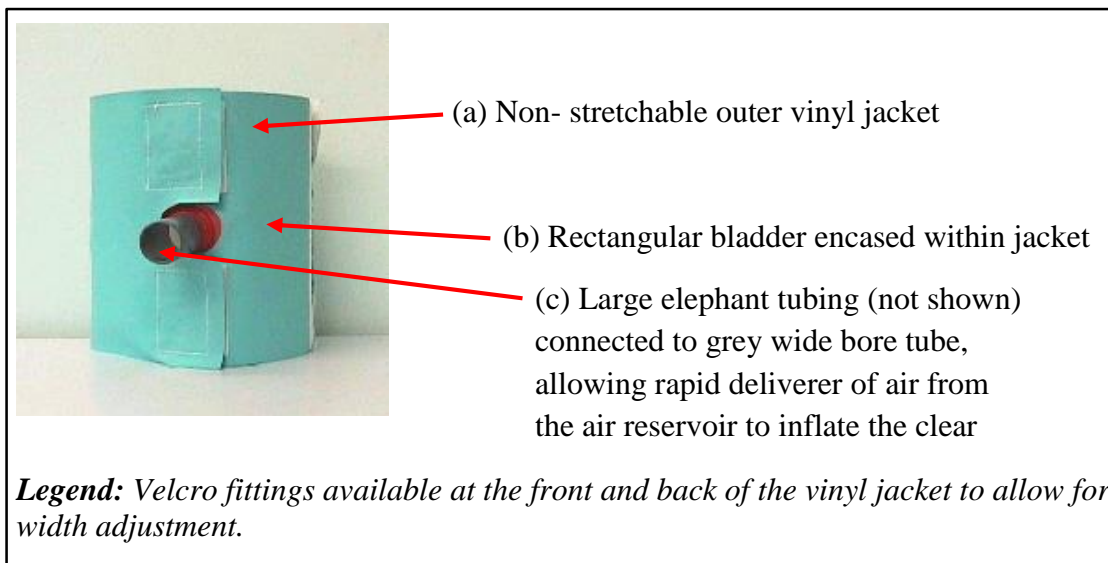 (a) Non- stretchable outer vinyl jacket
(b) Rectangular bladder encased within jacket
(c) Large elephant tubing (not shown)
connected to grey wide bore tube,
allowing rapid deliverer of air from
the air reservoir to inflate the clear
Legend: Velcro fittings available at the front and back of the vinyl jacket to allow for
width adjustment.